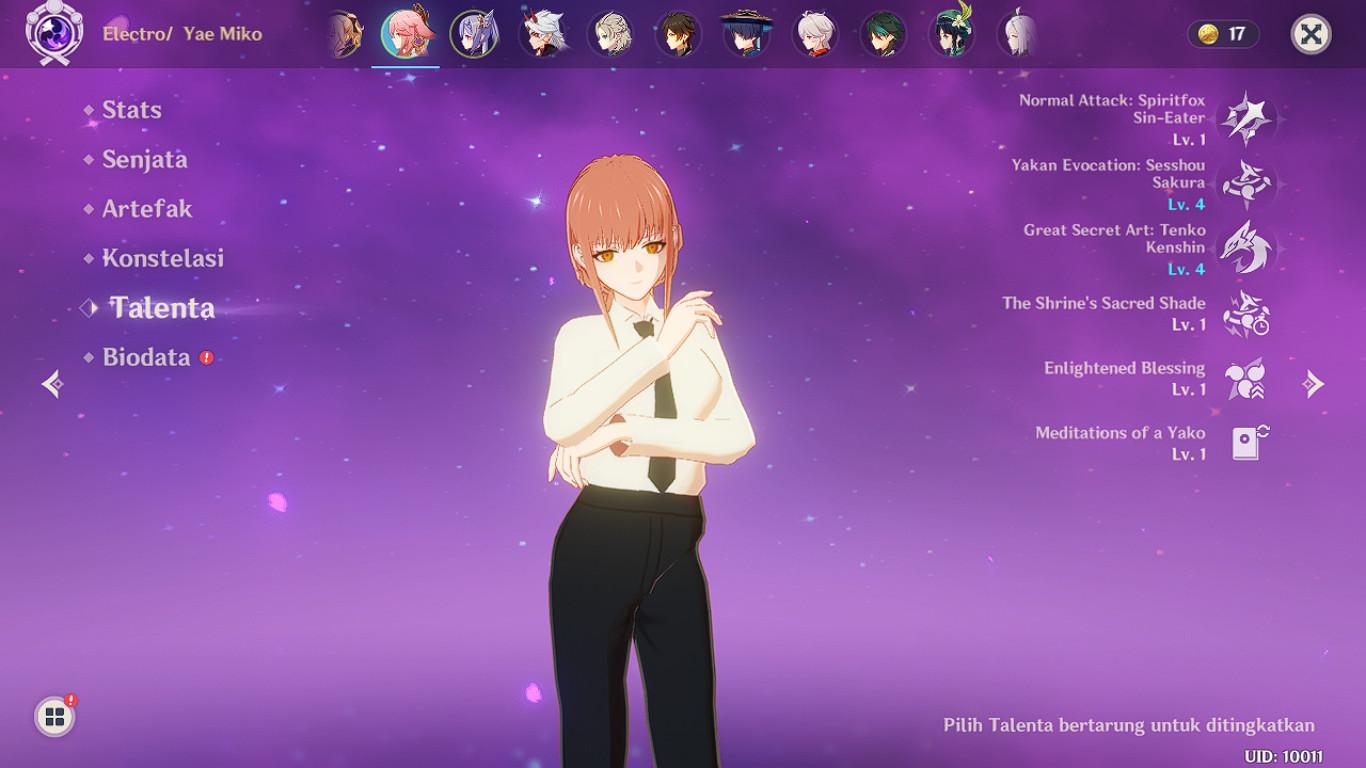 Electro/ Yae Miko
17
Stats
Senjata
Artefak
Konstelasi
Talenta
Biodata
Normal Attack: Spiritfox
Sin-Eater
Lv. 1
Yakan Evocation: Sesshou
Sakura
Lv. 4
Great Secret Art: Tenko
Kenshin
Lv. 4
The Shrine's Sacred Shade
Lv. 1
Enlightened Blessing
Lv. 1
Meditations of a Yako
Lv. 1
Pilih Talenta bertarung untuk ditingkatkan
UID: 10011